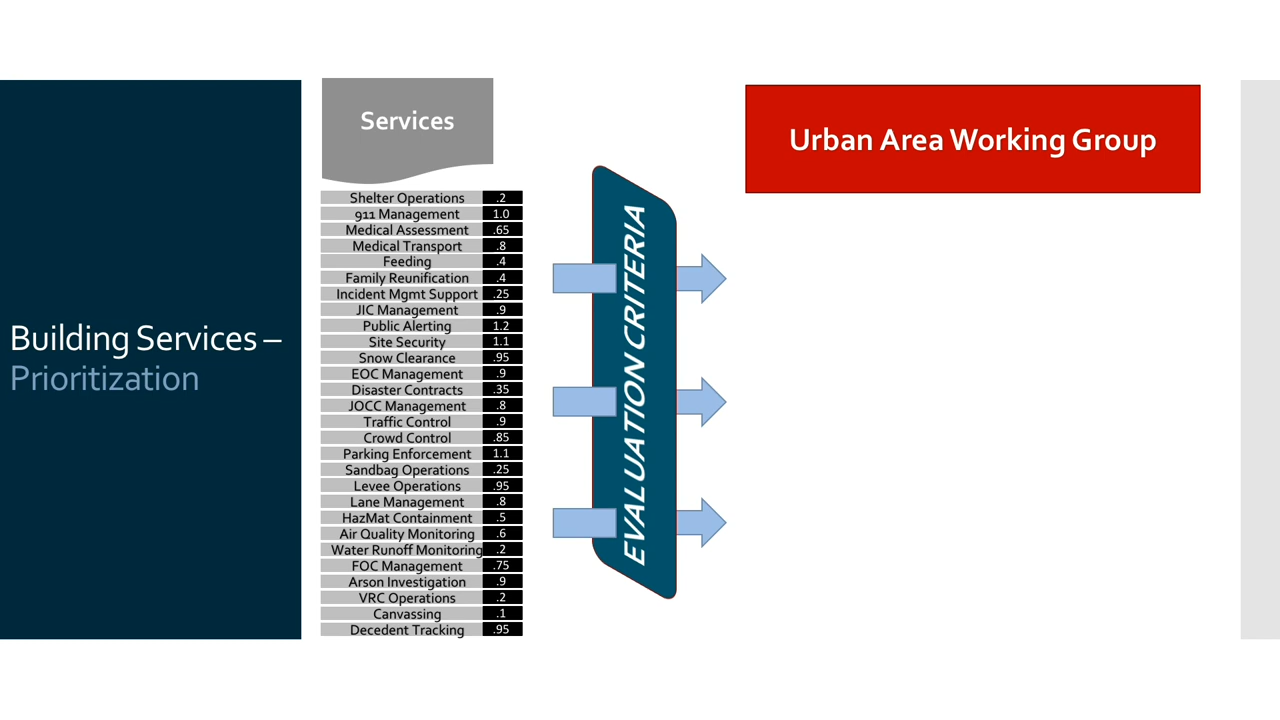 Building Services –
Prioritization
Services
Shelter Operations .2
911 Management 1.0
Medical Assessment .65
Medical Transport .8
Feeding .4
Family Reunification .4
Incident Mgmt Support .25
JIC Management .9
Public Alerting 1.2
Site Security 1.1
Snow Clearance .95
EOC Management .9
Disaster Contracts .35
JOCC Management .8
Traffic Control .9
Crowd Control .85
Parking Enforcement 1.1
Sandbag Operations .25
Levee Operations .95
Lane Management .8
HazMat Containment .5
Air Quality Monitoring .6
Water Runoff Monitoring .2
FOC Management .75
Arson Investigation .9
VRC Operations .2
Canvassing .1
Decedent Tracking .95
EVALUATION CRITERIA
Urban Area Working Group